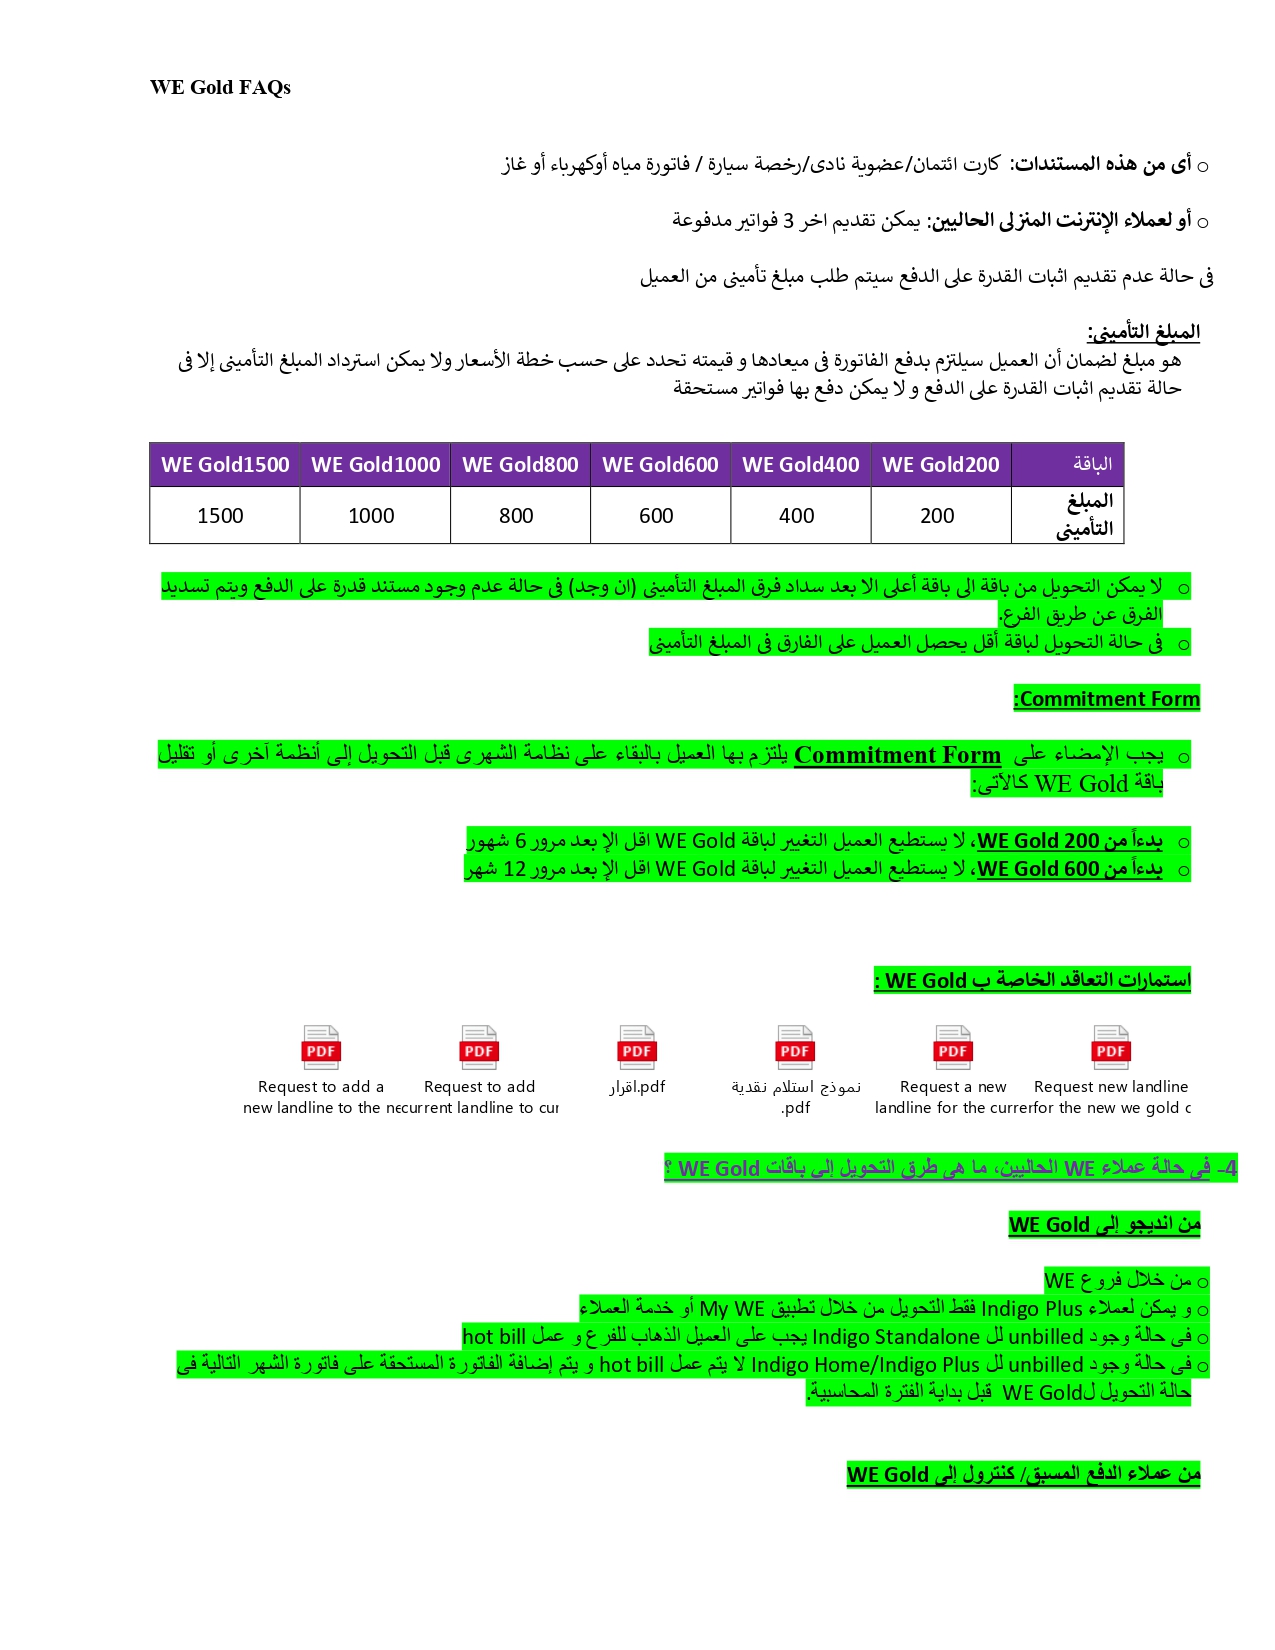 WE Gold FAQs
o أى من هذه المستندات: كارت ائتمان/عضوية نادى/رخصة سيارة / فاتورة مياه أوكهرباء أو غاز
o أو لعملاء الإنترنت المنزلى الحاليين: يمكن تقديم اخر 3 فواتير مدفوعة
فى حالة عدم تقديم اثبات القدرة على الدفع سيتم طلب مبلغ تأمينى من العميل
المبلغ التأمينى:
هو مبلغ لضمان أن العميل سيلتزم بدفع الفاتورة فى ميعادها و قيمته تحدد على حسب خطة الأسعار ولا يمكن استرداد المبلغ التأمينى إلا فى
حالة تقديم اثبات القدرة على الدفع و لا يمكن دفع بها فواتير مستحقة
الباقة WE Gold200 WE Gold400 WE Gold600 WE Gold800 WE Gold1000 WE Gold1500
المبلغ
التأمينى 200 400 600 800 1000 1500
o لا يمكن التحويل من باقة الى باقة أعلى الا بعد سداد فرق المبلغ التأمينى (ان وجد) فى حالة عدم وجود مستند قدرة على الدفع ويتم تسديد
الفرق عن طريق الفرع.
o فى حالة التحويل لباقة أقل يحصل العميل على الفارق فى المبلغ التأمينى
Commitment Form:
o يجب الإمضاء على Commitment Form يلتزم بها العميل بالبقاء على نظامة الشهرى قبل التحويل إلى أنظمة آخرى أو تقليل
باقة WE Gold كالآتى:
o بدءاً من WE Gold 200، لا يستطيع العميل التغيير لباقة WE Gold اقل الإ بعد مرور 6 شهور
o بدءاً من WE Gold 600، لا يستطيع العميل التغيير لباقة WE Gold اقل الإ بعد مرور 12 شهر
استمارات التعاقد الخاصة ب WE Gold :
PDF PDF PDF PDF PDF PDF
Request to add a Request to add اقرار.pdf نموذج استلام نقدية Request a new Request new landline
new landline to the ne current landline to cur .pdf landline for the currer for the new we gold c
4- فى حالة عملاء WE الحاليين، ما هى طرق التحويل إلى باقات WE Gold ؟
من انديجو إلى WE Gold
o من خلال فروع WE
o و يمكن لعملاء Indigo Plus فقط التحويل من خلال تطبيق My WE أو خدمة العملاء
o فى حالة وجود unbilled لل Indigo Standalone يجب على العميل الذهاب للفرع و عمل hot bill
o فى حالة وجود unbilled لل Indigo Home/Indigo Plus لا يتم عمل hot bill و يتم إضافة الفاتورة المستحقة على فاتورة الشهر التالية فى
حالة التحويل لWE Gold قبل بداية الفترة المحاسبية.
من عملاء الدفع المسبق/ كنترول إلى WE Gold